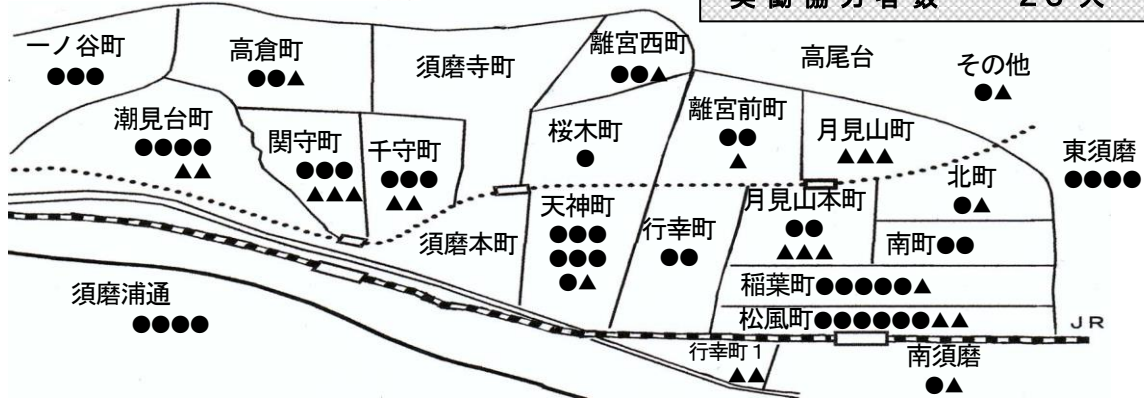 実働協力者数 23人
一ノ谷町
●●●
高倉町
●●▲
須磨寺町
離宮西町
●●▲
高尾台
その他
●▲
潮見台町
●●●●
▲▲
関守町
●●●
▲▲▲
千守町
●●●
▲▲
桜木町
●
離宮前町
●●
▲
月見山町
▲▲▲
東須磨
●●●●
北町
●▲
須磨本町
天神町
●●●
●●●
●▲
行幸町
●●
月見山本町
●●
▲▲▲
南町●●
稲葉町●●●●●▲
須磨浦通
●●●●
松風町●●●●●●▲▲
JR
行幸町1
▲▲
南須磨
●▲